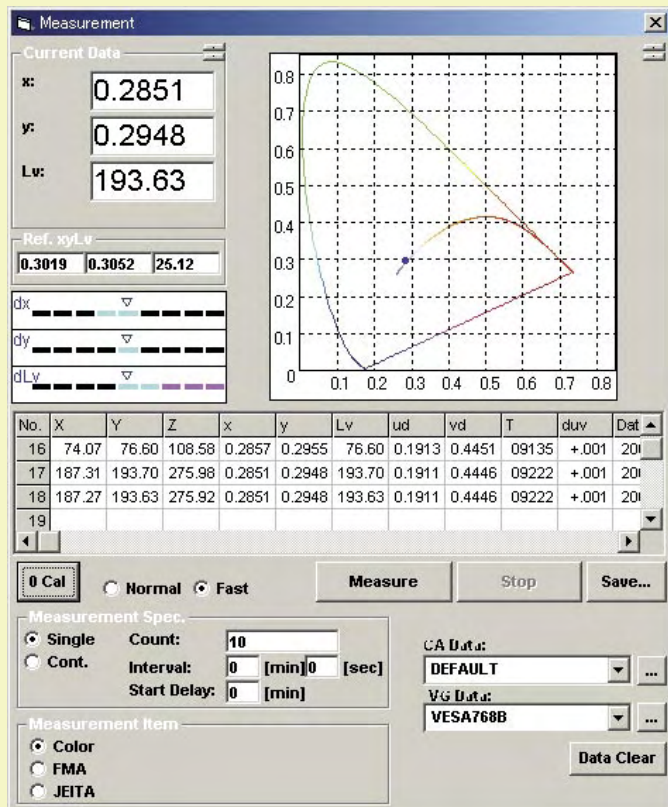 Measurement
Current Data
x: 0.2851
y: 0.2948
Lv: 193.63
Ref. xyLv
0.3019 0.3052 25.12
dx
dy
dLv
0.8
0.7
0.6
0.5
0.4
0.3
0.2
0.1
0 0.1 0.2 0.3 0.4 0.5 0.6 0.7 0.8
No. X Y Z x y Lv ud vd T duv Dat
16 74.07 76.60 108.58 0.2857 0.2955 76.60 0.1913 0.4451 09135 +.001 20
17 187.31 193.70 275.98 0.2851 0.2948 193.70 0.1911 0.4446 09222 +.001 20
18 187.27 193.63 275.92 0.2851 0.2948 193.63 0.1911 0.4446 09222 +.001 20
19
0 Cal Normal Fast Measure Stop Save...
Measurement Spec.
Single Count: 10
Cont. Interval: 0 [min] 0 [sec]
Start Delay: 0 [min]
CA Data:
DEFAULT ...
VG Data:
VESA768B ...
Measurement Item
Color
FMA
JEITA
Data Clear